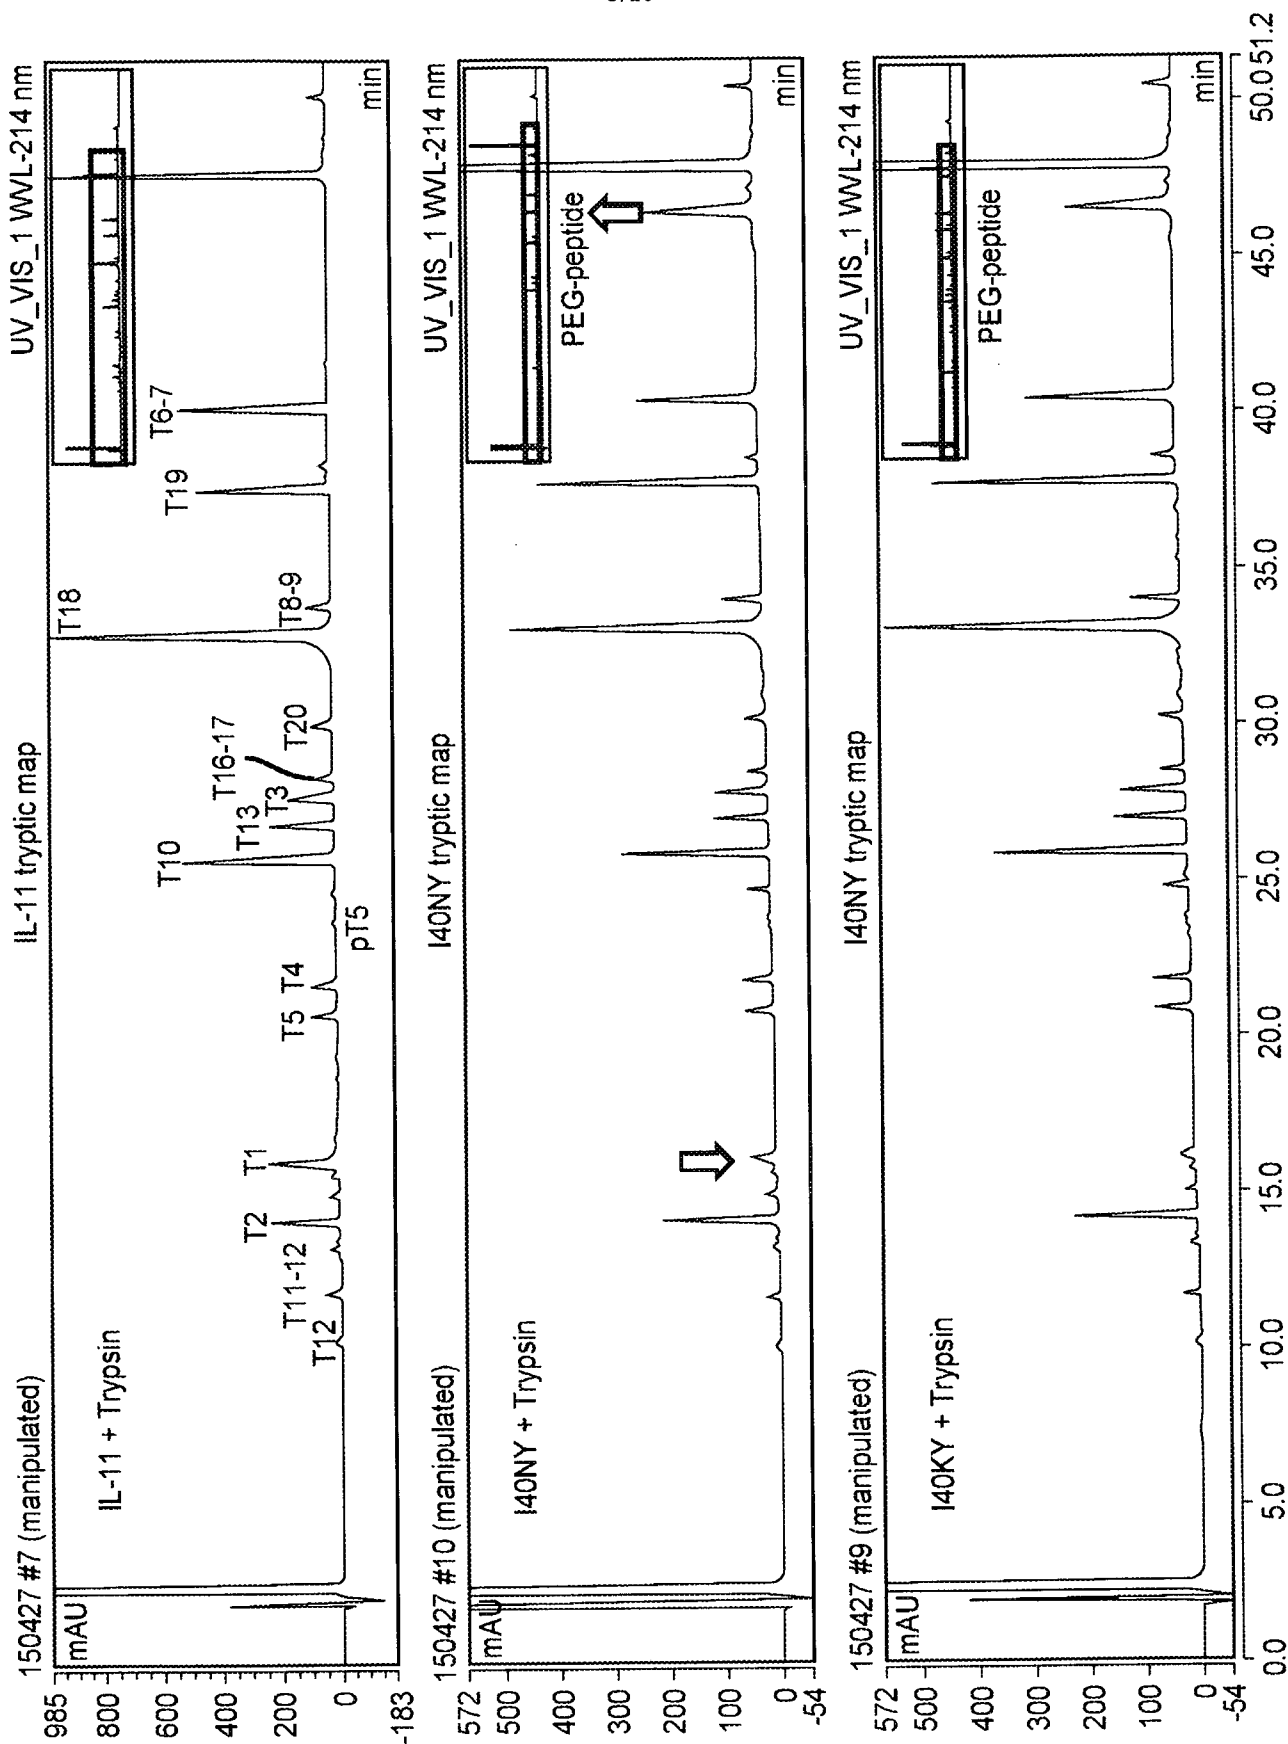 IL-11 tryptic map
150427 #7 (manipulated)
UV_VIS_1 WVL-214 nm
mAU
IL-11 + Trypsin
T12
T11-12
T2
T1
T5
T4
pT5
T10
T13
T3
T16-17
T20
T18
T8-9
T19
T6-7
min
985
800
600
400
200
0
-183
I40NY tryptic map
150427 #10 (manipulated)
UV_VIS_1 WVL-214 nm
mAU
I40NY + Trypsin
PEG-peptide
min
572
500
400
300
200
100
0
-54
I40NY tryptic map
150427 #9 (manipulated)
UV_VIS_1 WVL-214 nm
mAU
I40KY + Trypsin
PEG-peptide
min
572
500
400
300
200
100
0
-54
0.0 5.0 10.0 15.0 20.0 25.0 30.0 35.0 40.0 45.0 50.0 51.2